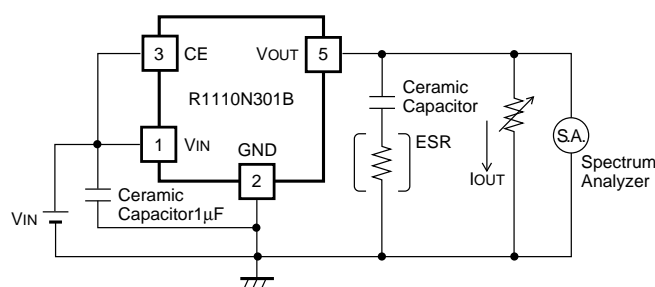 3
CE
VOUT
5
R1110N301B
Ceramic
Capacitor
1
VIN
GND
2
ESR
IOUT
S.A.
Spectrum
Analyzer
Ceramic
Capacitor1μF
VIN